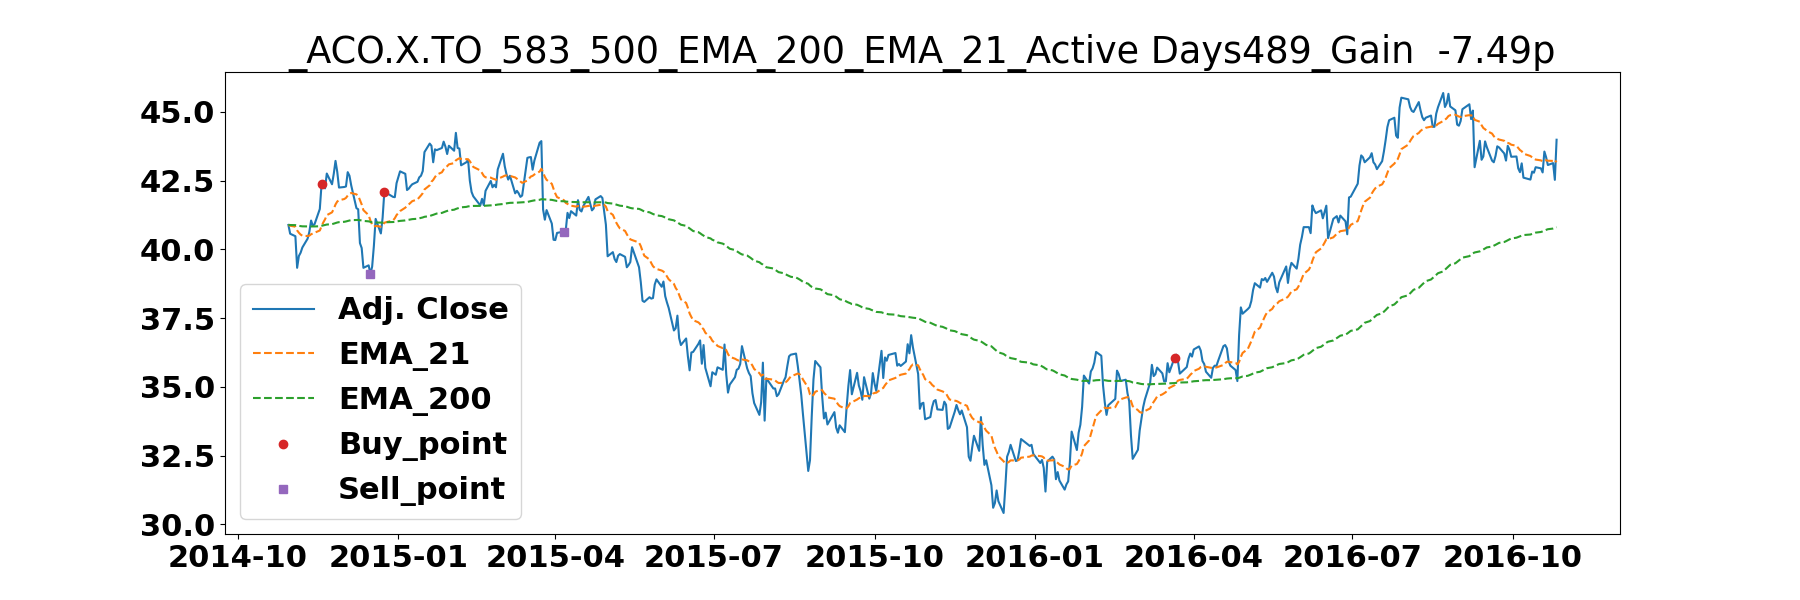 _ACO.X.TO_583_500_EMA_200_EMA_21_Active Days489_Gain  -7.49p
45.0
42.5
40.0
37.5
35.0
32.5
30.0
Adj. Close
EMA_21
EMA_200
Buy_point
Sell_point
2014-10 2015-01 2015-04 2015-07 2015-10 2016-01 2016-04 2016-07 2016-10